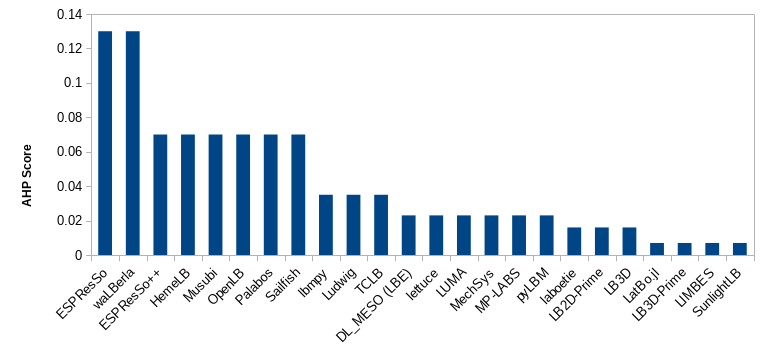 0.14
0.12
0.1
0.08
0.06
0.04
0.02
0
AHP Score
ESPResSo
waLBerla
ESPResSo++
HemeLB
Musubi
OpenLB
Palabos
Sailfish
lbmpy
Ludwig
TCLB
DL_MESO (LBE)
lettuce
LUMA
MechSys
MP-LABS
pyLBM
laboetie
LB2D-Prime
LB3D
LatBo.jl
LB3D-Prime
LIMBES
SunlightLB